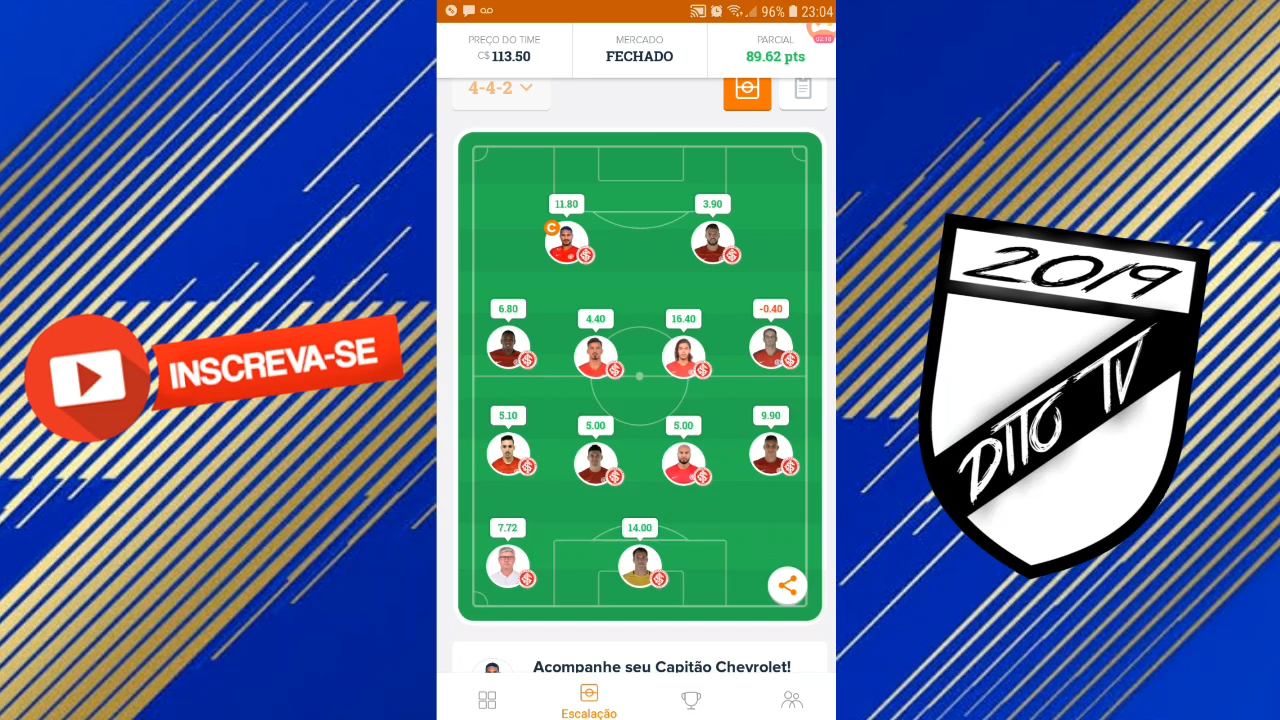 96% 23:04
PREÇO DO TIME
C$ 113.50
MERCADO
FECHADO
PARCIAL
89.62 pts
02:18
4-4-2
11.80
C
3.90
6.80
4.40
16.40
-0.40
5.10
5.00
5.00
9.90
7.72
14.00
Acompanhe seu Capitão Chevrolet!
Escalação
INSCREVA-SE
2019
DITO TV